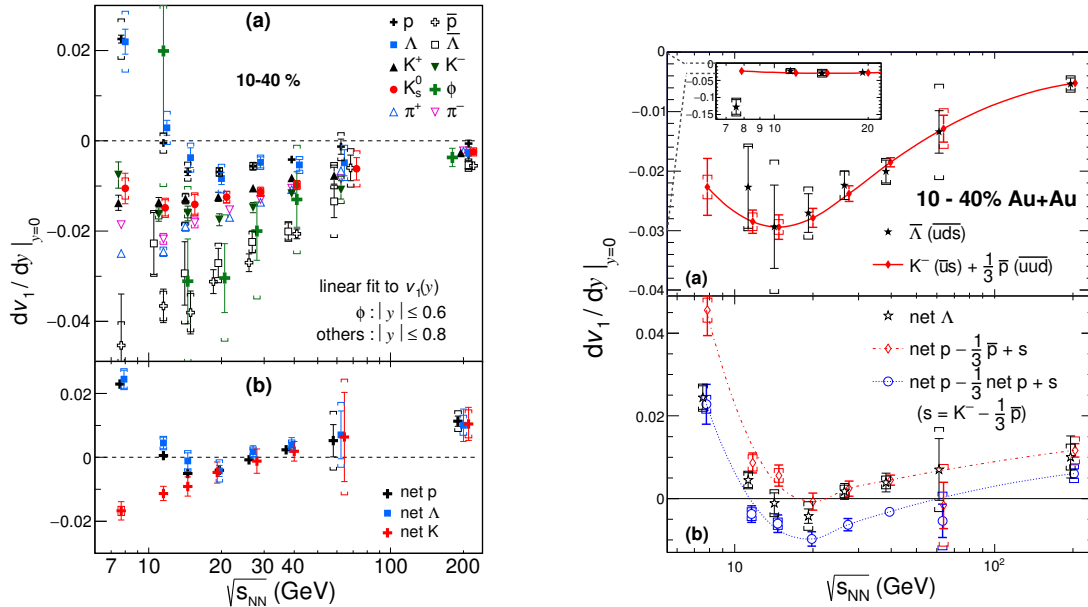 (a)
p
p̅
Λ
Λ̅
K⁺
K⁻
K⁰ₛ
ϕ
π⁺
π⁻
10-40 %
0.02
0
−0.02
−0.04
dv₁ / dy |y=0
linear fit to v₁(y)
ϕ : | y | ≤ 0.6
others : | y | ≤ 0.8
(b)
0.02
0
−0.02
net p
net Λ
net K
7 10 20 30 40 100 200
√sNN (GeV)
0
−0.01
−0.02
−0.03
−0.04
0
−0.05
−0.1
−0.15
6 7 8 10 20
10 - 40% Au+Au
Λ̅ (uds)
K⁻ (u̅s) + 1/3 p̅ (u̅u̅d̅)
(a)
dv₁ / dy |y=0
0.04
0.02
0
net Λ
net p − 1/3 p̅ + s
net p − 1/3 net p + s
(s = K⁻ − 1/3 p̅)
(b)
10 10²
√sNN (GeV)